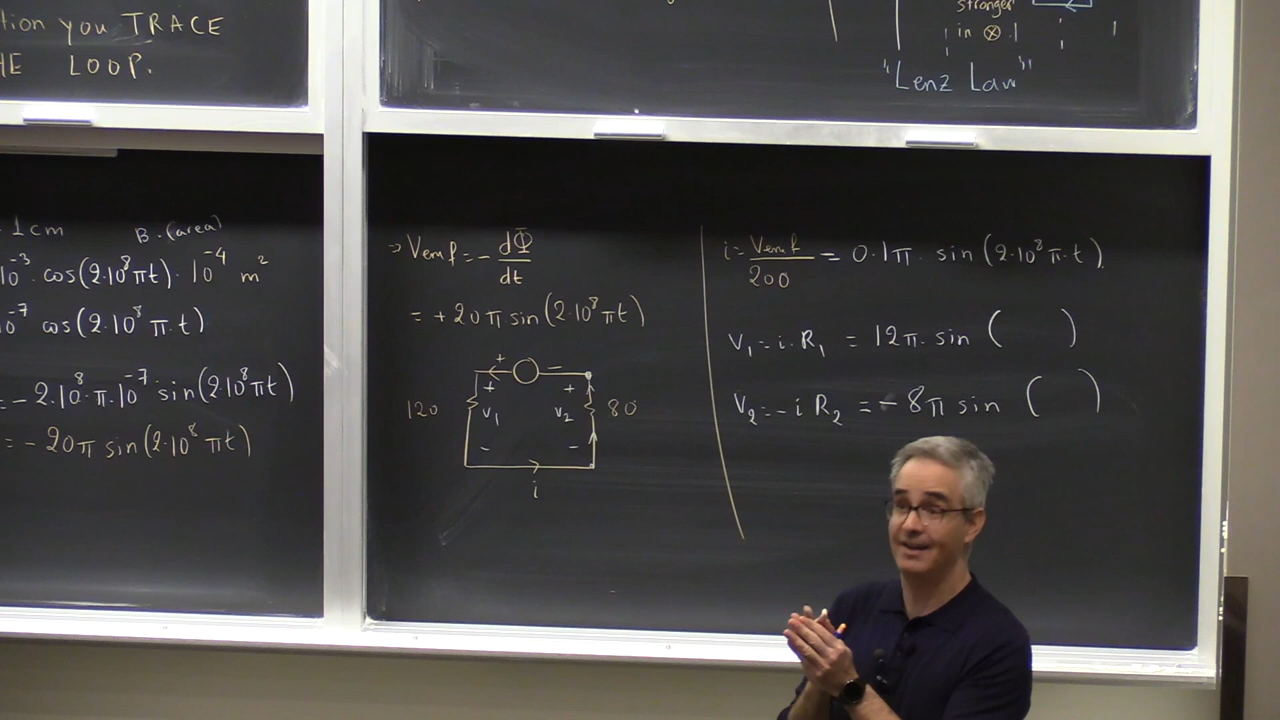 tion you TRACE
HE LOOP.
stronger
in ⊗
"Lenz Law"
1cm B.(area)
10⁻³.cos(2.10⁸πt).10⁻⁴ m²
10⁻⁷ cos(2.10⁸π.t)
=-2.10⁸.π.10⁻⁷.sin(2.10⁸πt)
=-20π sin(2.10⁸πt)
⇒ Vemf=-dΦ/dt
=+20π sin(2.10⁸πt)
+ -
+ +
120 v₁ v₂ 80
- -
i
i=Vemf/200=0.1π.sin(2.10⁸π.t)
v₁=i.R₁=12π.sin( )
v₂=-iR₂=-8π sin( )